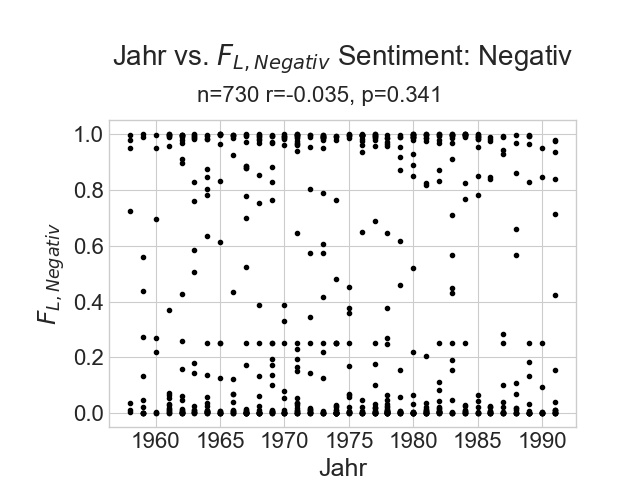 Jahr vs. F_{L, Negativ} Sentiment: Negativ
n=730 r=-0.035, p=0.341
1.0
0.8
0.6
0.4
0.2
0.0
F_{L, Negativ}
1960 1965 1970 1975 1980 1985 1990
Jahr